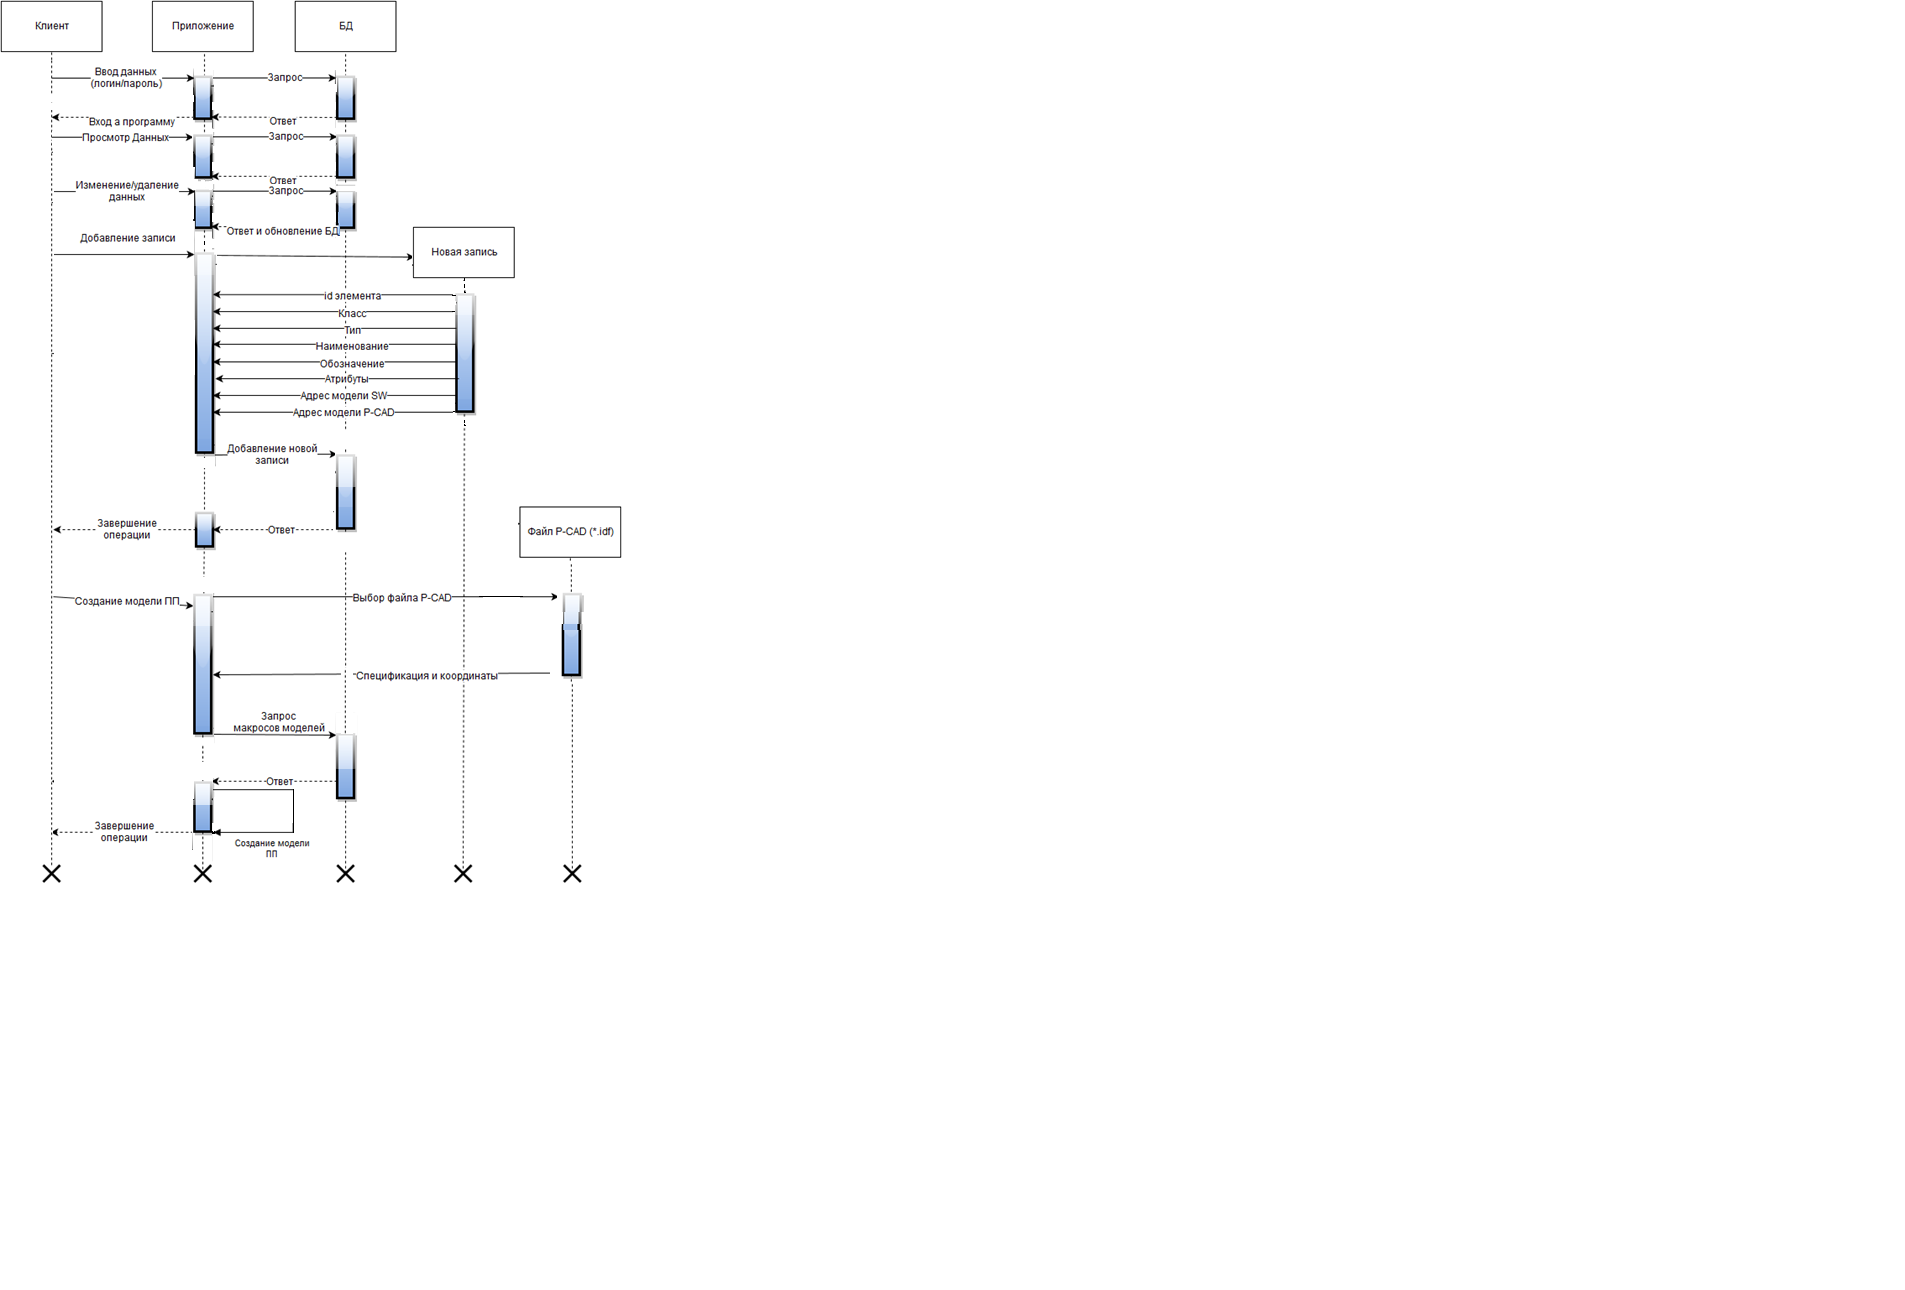 Клиент
Приложение
БД
Ввод данных
(логин/пароль)
Запрос
Вход а программу
Ответ
Просмотр Данных
Запрос
Ответ
Изменение/удаление
данных
Запрос
Ответ и обновление БД
Добавление записи
Новая запись
id элемента
Класс
Тип
Наименование
Обозначение
Атрибуты
Адрес модели SW
Адрес модели P-CAD
Добавление новой
записи
Завершение
операции
Ответ
Файл P-CAD (*.idf)
Создание модели ПП
Выбор файла P-CAD
Спецификация и координаты
Запрос
макросов моделей
Ответ
Завершение
операции
Создание модели
ПП